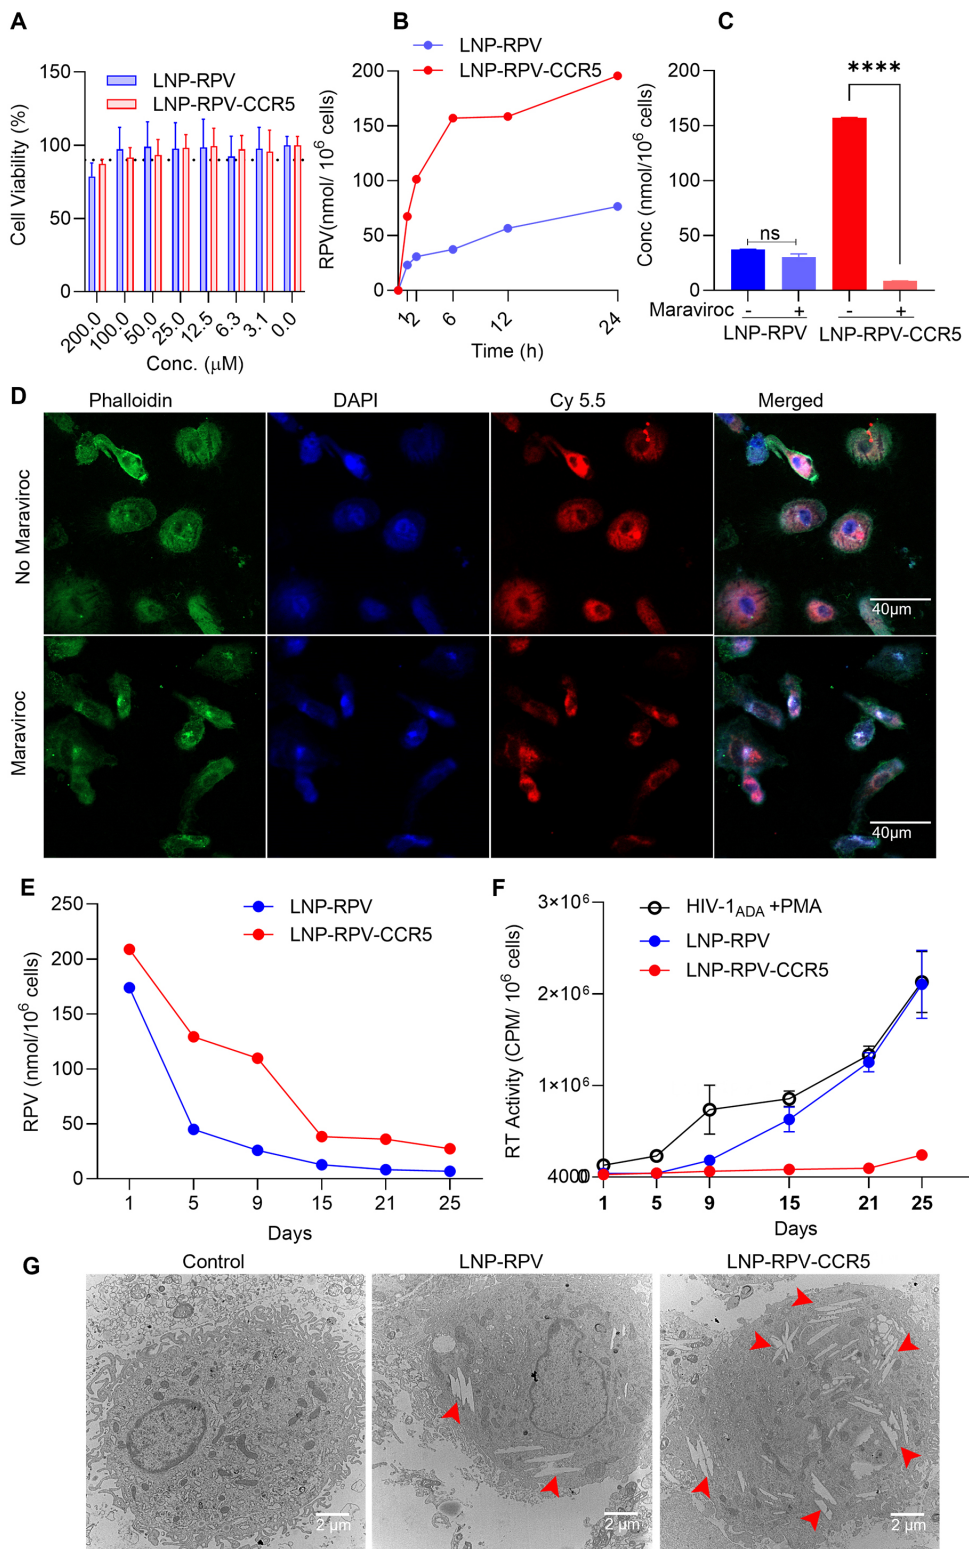 A
LNP-RPV
LNP-RPV-CCR5
Cell Viability (%)
150
100
50
0
200.0
100.0
50.0
25.0
12.5
6.3
3.1
0.0
Conc. (μM)
B
LNP-RPV
LNP-RPV-CCR5
RPV(nmol/ 10⁶ cells)
200
150
100
50
0
1
2
6
12
24
Time (h)
C
Conc (nmol/10⁶ cells)
200
150
100
50
0
ns
****
Maraviroc - + - +
LNP-RPV LNP-RPV-CCR5
D
Phalloidin DAPI Cy 5.5 Merged
No Maraviroc
40μm
Maraviroc
40μm
E
LNP-RPV
LNP-RPV-CCR5
RPV (nmol/10⁶ cells)
250
200
150
100
50
0
1 5 9 15 21 25
Days
F
HIV-1ADA +PMA
LNP-RPV
LNP-RPV-CCR5
RT Activity (CPM/ 10⁶ cells)
3×10⁶
2×10⁶
1×10⁶
4000
0
1 5 9 15 21 25
Days
G
Control LNP-RPV LNP-RPV-CCR5
2 μm 2 μm 2 μm